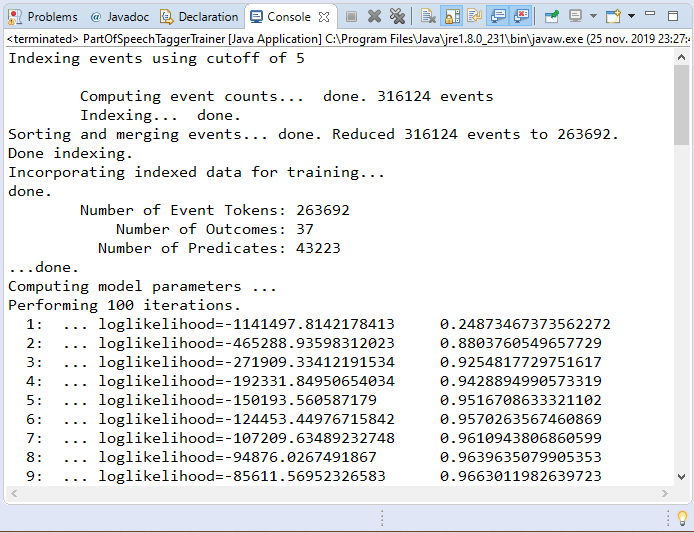 Problems @ Javadoc Declaration Console
<terminated> PartOfSpeechTaggerTrainer [Java Application] C:\Program Files\Java\jre1.8.0_231\bin\javaw.exe (25 nov. 2019 23:27:4
Indexing events using cutoff of 5
Computing event counts...  done. 316124 events
Indexing...  done.
Sorting and merging events... done. Reduced 316124 events to 263692.
Done indexing.
Incorporating indexed data for training...
done.
Number of Event Tokens: 263692
Number of Outcomes: 37
Number of Predicates: 43223
...done.
Computing model parameters ...
Performing 100 iterations.
1:  ... loglikelihood=-1141497.8142178413     0.24873467373562272
2:  ... loglikelihood=-465288.93598312023     0.8803760549657729
3:  ... loglikelihood=-271909.33412191534     0.9254817729751617
4:  ... loglikelihood=-192331.84950654034     0.9428894990573319
5:  ... loglikelihood=-150193.560587179     0.9516708633321102
6:  ... loglikelihood=-124453.44976715842     0.9570263567460869
7:  ... loglikelihood=-107209.63489232748     0.9610943806860599
8:  ... loglikelihood=-94876.0267491867     0.9639635079905353
9:  ... loglikelihood=-85611.56952326583     0.9663011982639723